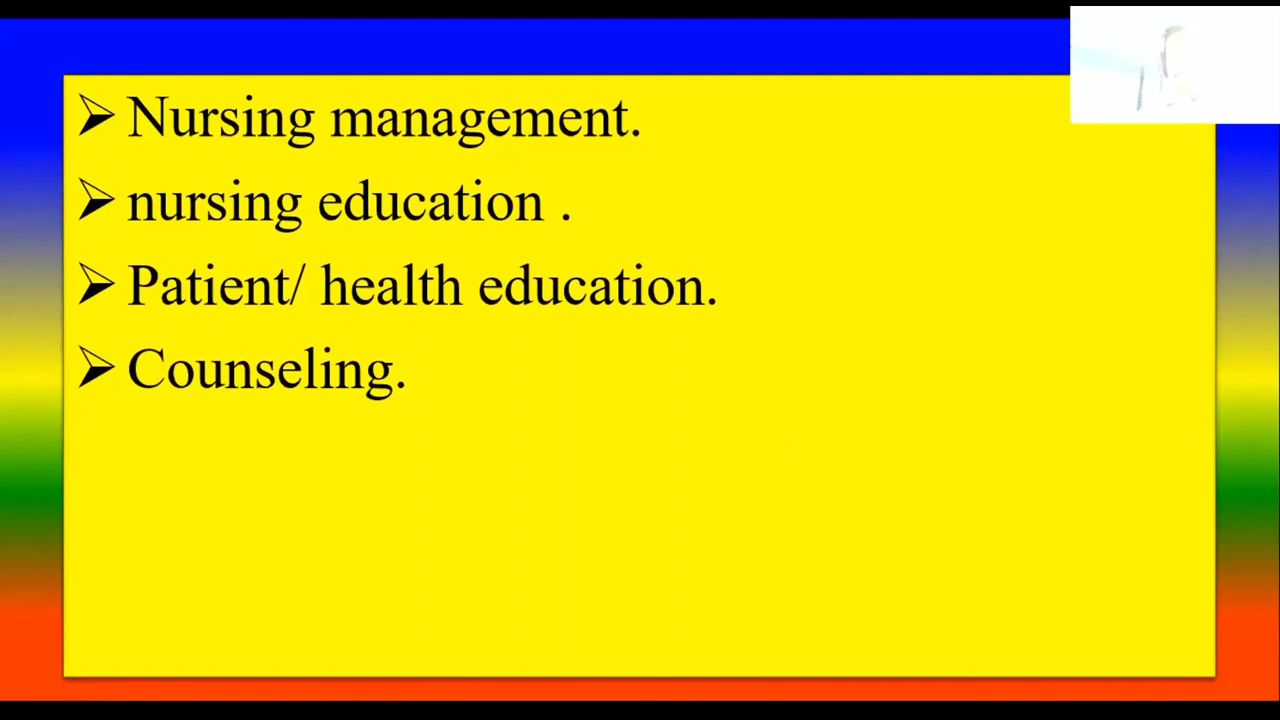 ➢ Nursing management.
➢ nursing education .
➢ Patient/ health education.
➢ Counseling.